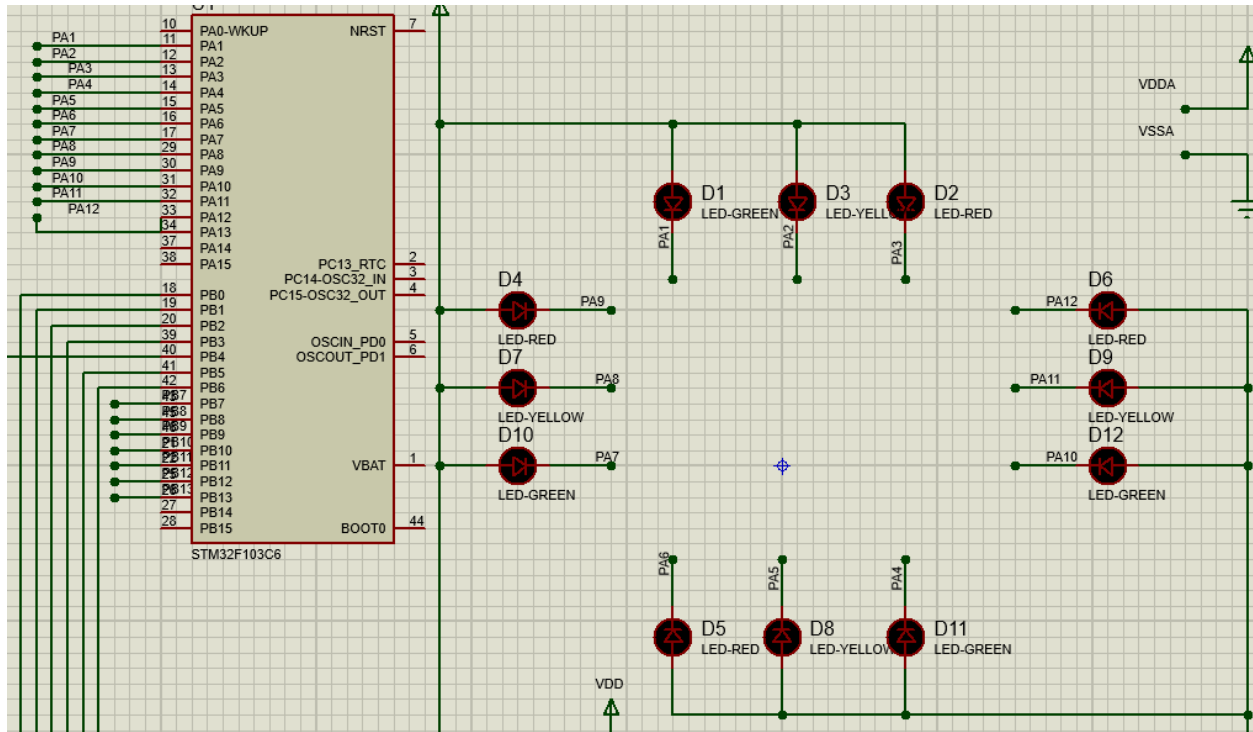 10 PA0-WKUP NRST 7
PA1 11 PA1
PA2 12 PA2
PA3 13 PA3
PA4 14 PA4
PA5 15 PA5
PA6 16 PA6
PA7 17 PA7
PA8 29 PA8
PA9 30 PA9
PA10 31 PA10
PA11 32 PA11
PA12 33 PA12
34 PA13
37 PA14
38 PA15
PC13_RTC 2
PC14-OSC32_IN 3
PC15-OSC32_OUT 4
18 PB0
19 PB1
20 PB2
39 PB3
40 PB4
41 PB5
42 PB6
PB7
PB8
PB9
PB10
PB11
PB12
PB13
27 PB14
28 PB15
OSCIN_PD0 5
OSCOUT_PD1 6
VBAT 1
BOOT0 44
STM32F103C6
VDDA
VSSA
D1
LED-GREEN
PA1
D3
PA2
D2
LED-RED
PA3
D4
PA9
LED-RED
D7
PA8
LED-YELLOW
D10
PA7
LED-GREEN
D6
PA12
LED-RED
D9
PA11
LED-YELLOW
D12
PA10
LED-GREEN
PA6
D5
LED-RED
PA5
D8
LED-YELLOW
PA4
D11
LED-GREEN
VDD